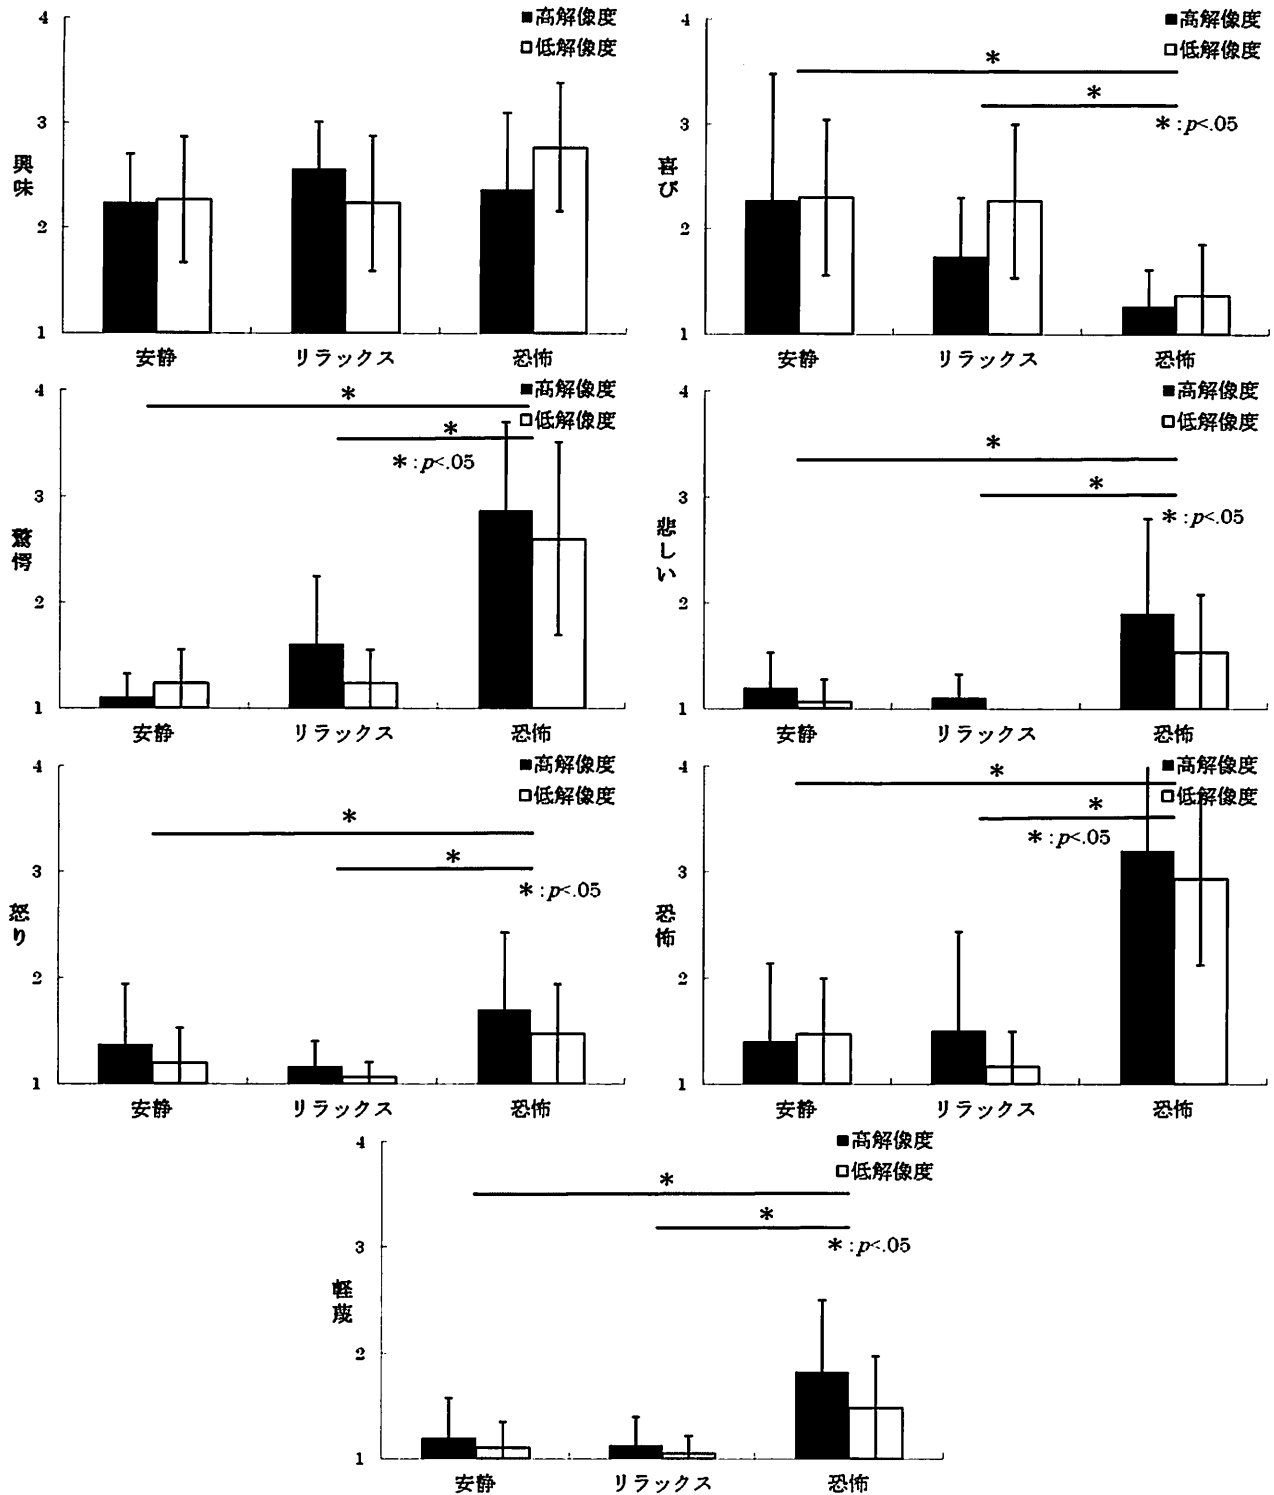 ■高解像度
□低解像度
4
3
2
1
興味
安静
リラックス
恐怖
■高解像度
□低解像度
*
*
*:p<.05
4
3
2
1
喜び
安静
リラックス
恐怖
■高解像度
□低解像度
*
*
*:p<.05
4
3
2
1
驚愕
安静
リラックス
恐怖
■高解像度
□低解像度
*
*
*:p<.05
4
3
2
1
悲しい
安静
リラックス
恐怖
■高解像度
□低解像度
*
*
*:p<.05
4
3
2
1
怒り
安静
リラックス
恐怖
■高解像度
□低解像度
*
*
*:p<.05
4
3
2
1
恐怖
安静
リラックス
恐怖
■高解像度
□低解像度
*
*
*:p<.05
4
3
2
1
軽蔑
安静
リラックス
恐怖